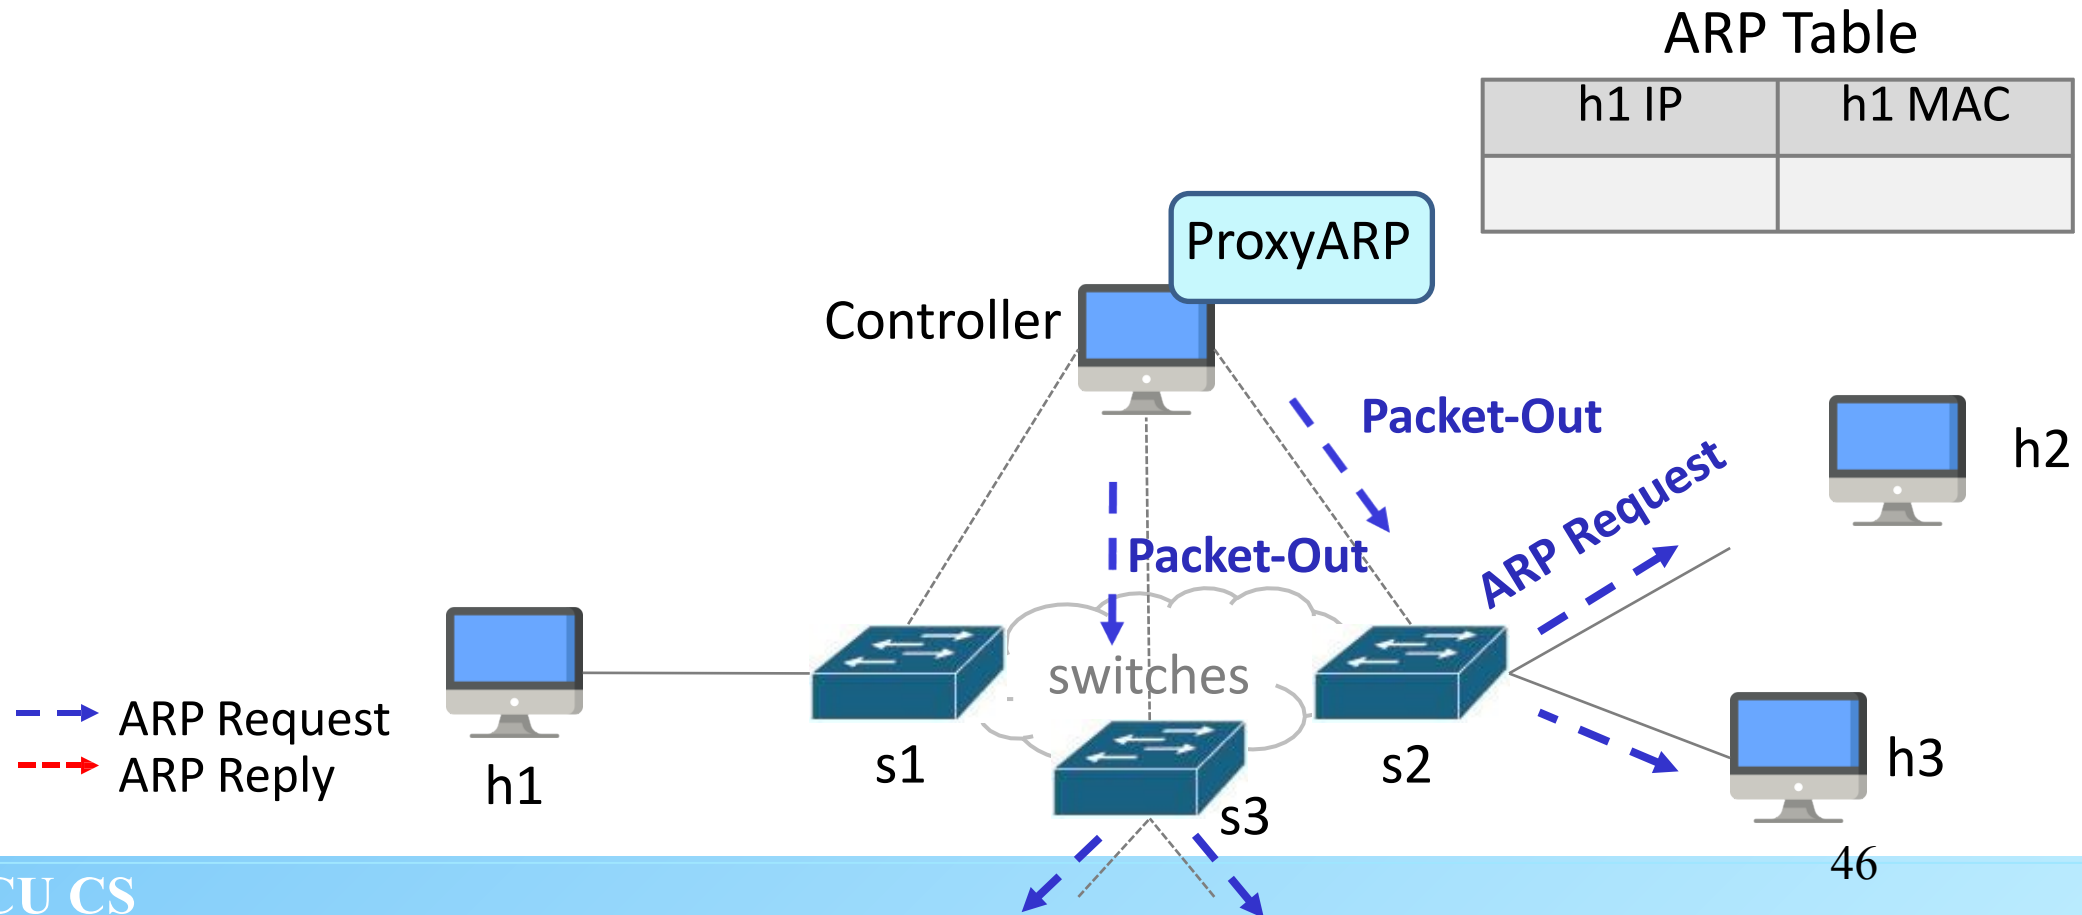 ARP Table
h1 IP
h1 MAC
ProxyARP
Controller
Packet-Out
h2
ARP Request
Packet-Out
switches
ARP Request
ARP Reply
h1
s1
s2
h3
s3
46
CU CS